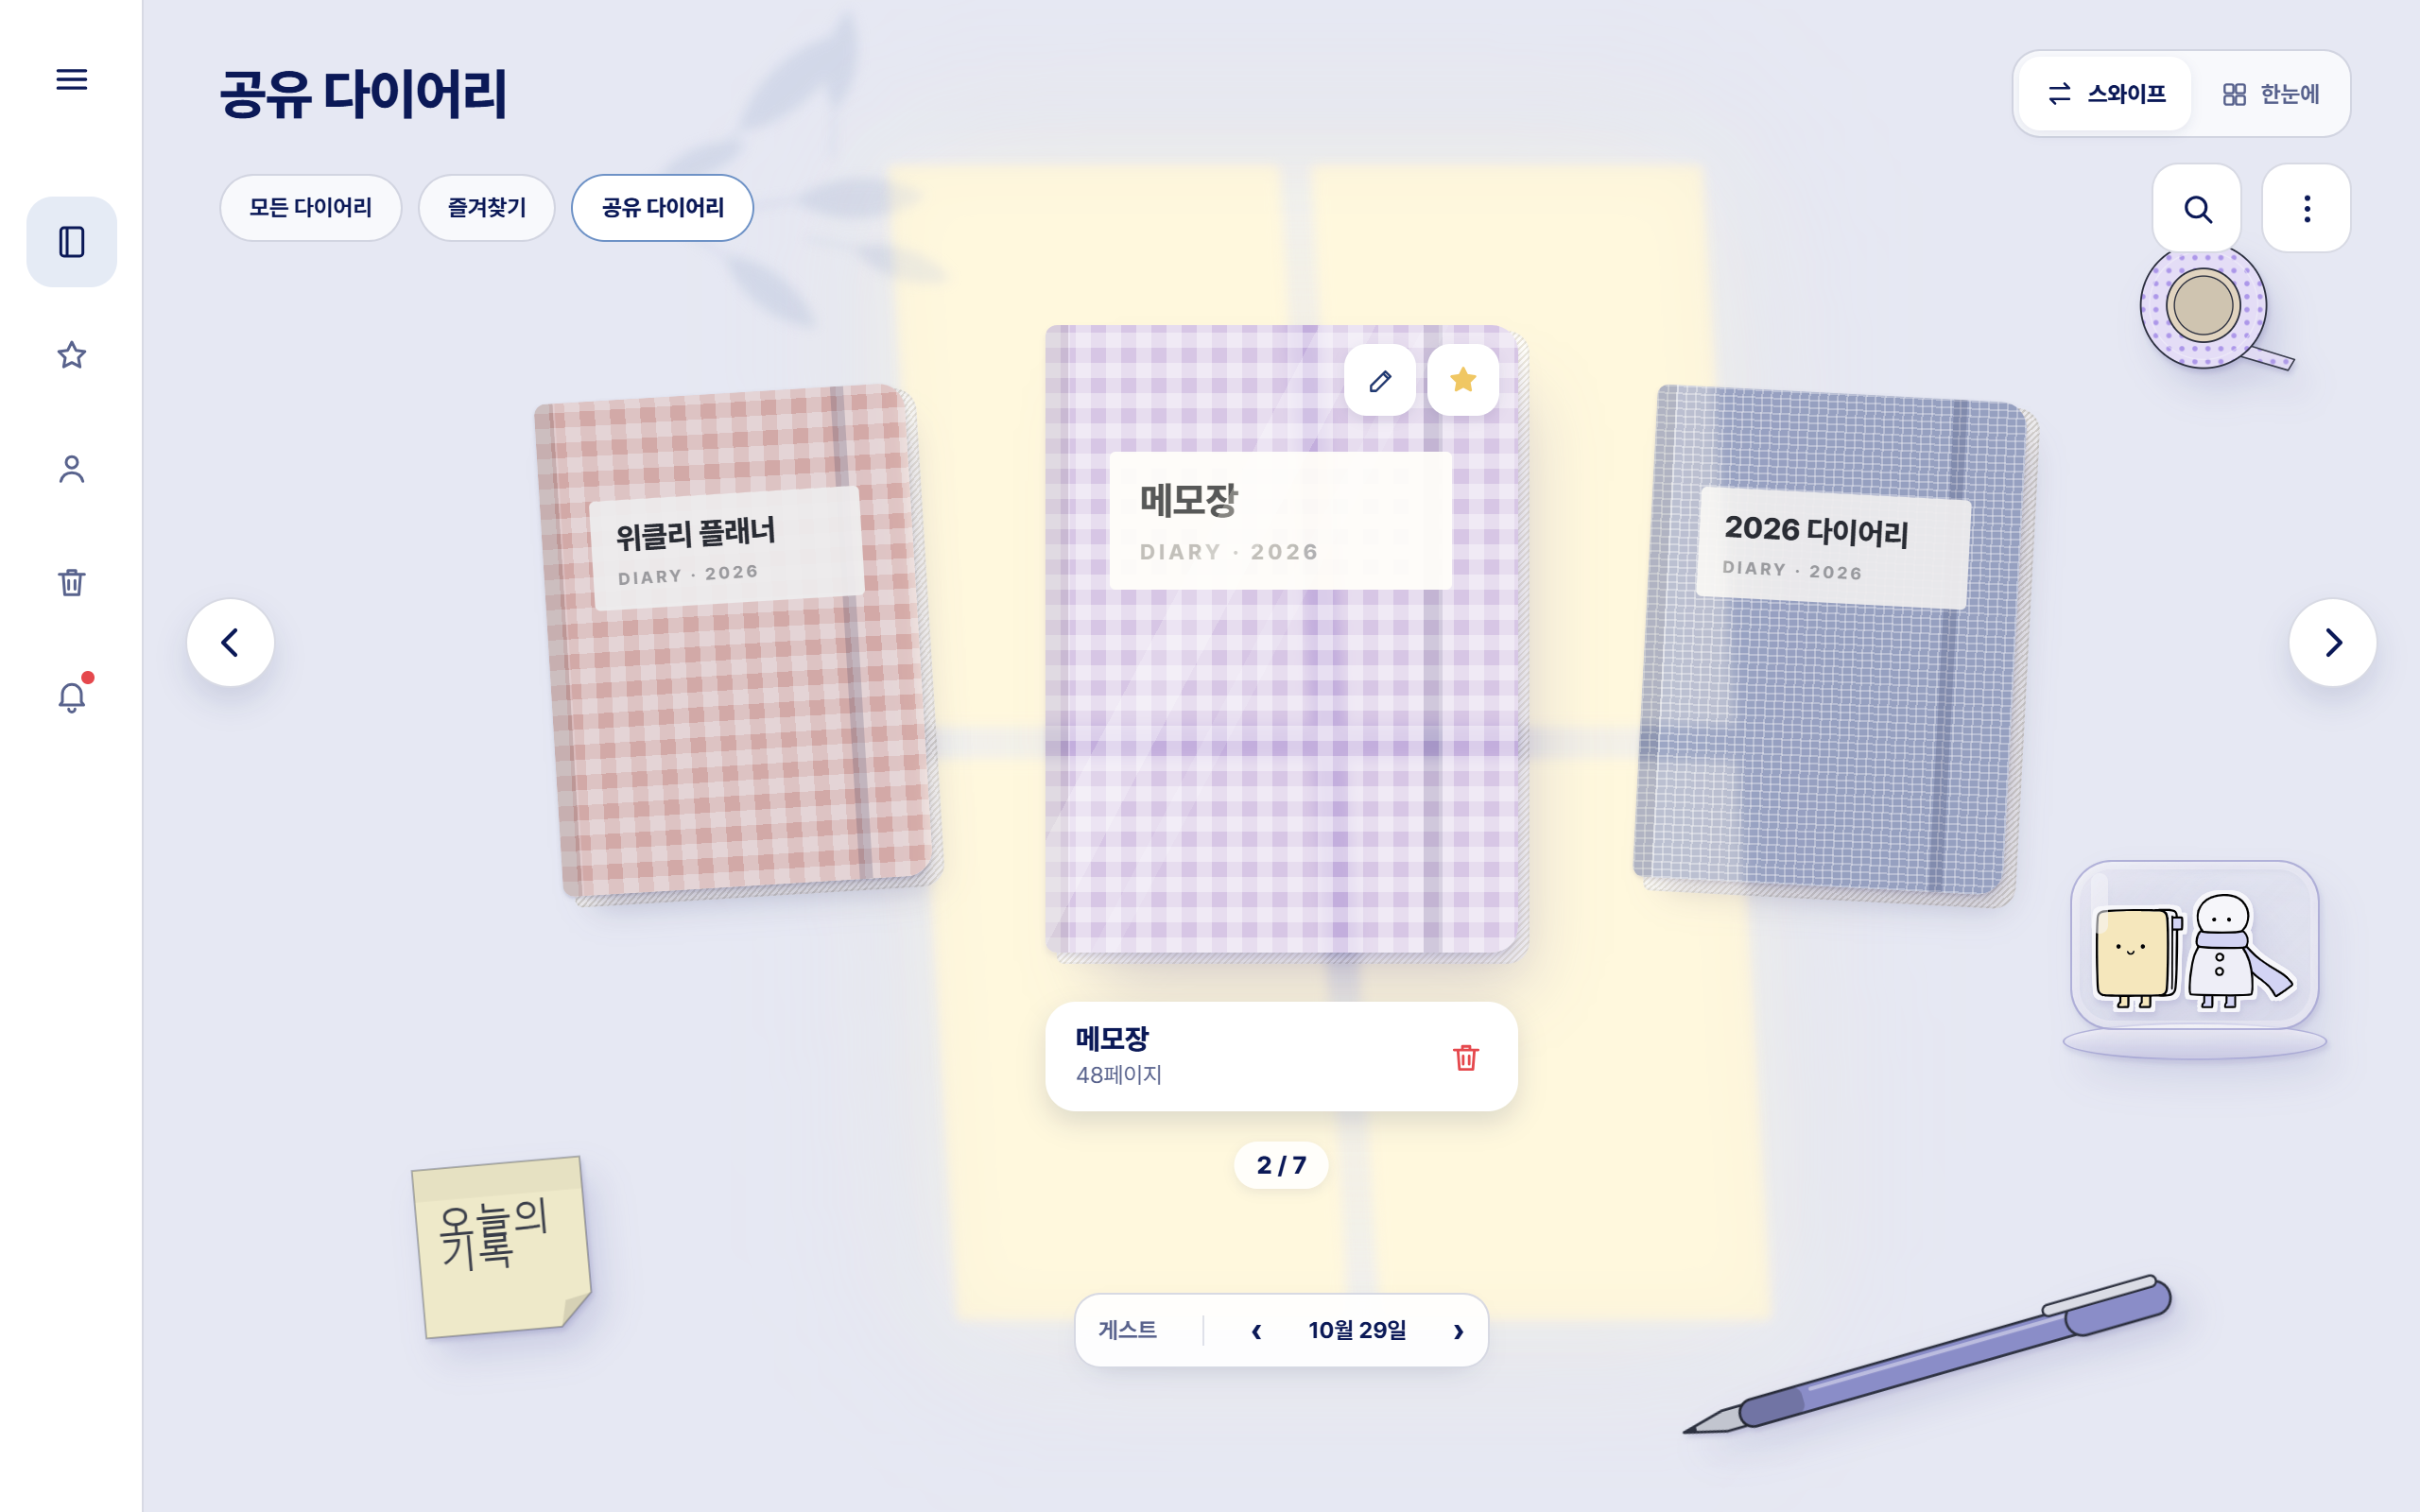 공유 다이어리
스와이프
한눈에
모든 다이어리
즐겨찾기
공유 다이어리
위클리 플래너
DIARY · 2026
메모장
DIARY · 2026
2026 다이어리
DIARY · 2026
메모장
48페이지
2 / 7
오늘의
기록
게스트
‹ 10월 29일 ›